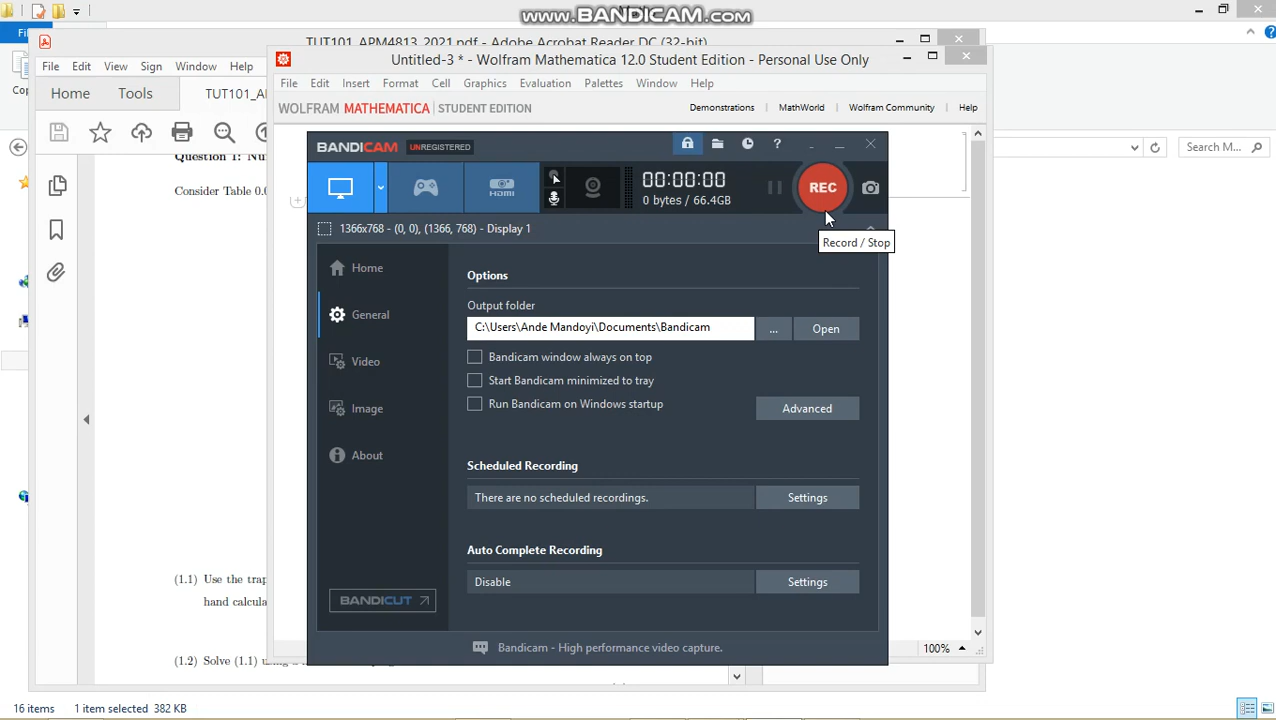 www.BANDICAM.com
TUT101_APM4813_2021.pdf - Adobe Acrobat Reader DC (32-bit)
File Edit View Sign Window Help
Home Tools TUT101_A
Untitled-3 * - Wolfram Mathematica 12.0 Student Edition - Personal Use Only
File Edit Insert Format Cell Graphics Evaluation Palettes Window Help
WOLFRAM MATHEMATICA STUDENT EDITION
Demonstrations MathWorld Wolfram Community Help
Search M...
Question 1: Nu
Consider Table 0.
BANDICAM UNREGISTERED
HDMI
00:00:00
0 bytes / 66.4GB
REC
1366x768 - (0, 0), (1366, 768) - Display 1
Record / Stop
Home
General
Video
Image
About
BANDICUT
Options
Output folder
C:\Users\Ande Mandoyi\Documents\Bandicam
... Open
Bandicam window always on top
Start Bandicam minimized to tray
Run Bandicam on Windows startup
Advanced
Scheduled Recording
There are no scheduled recordings. Settings
Auto Complete Recording
Disable Settings
Bandicam - High performance video capture.
100%
(1.1) Use the trap
hand calcula
16 items 1 item selected 382 KB